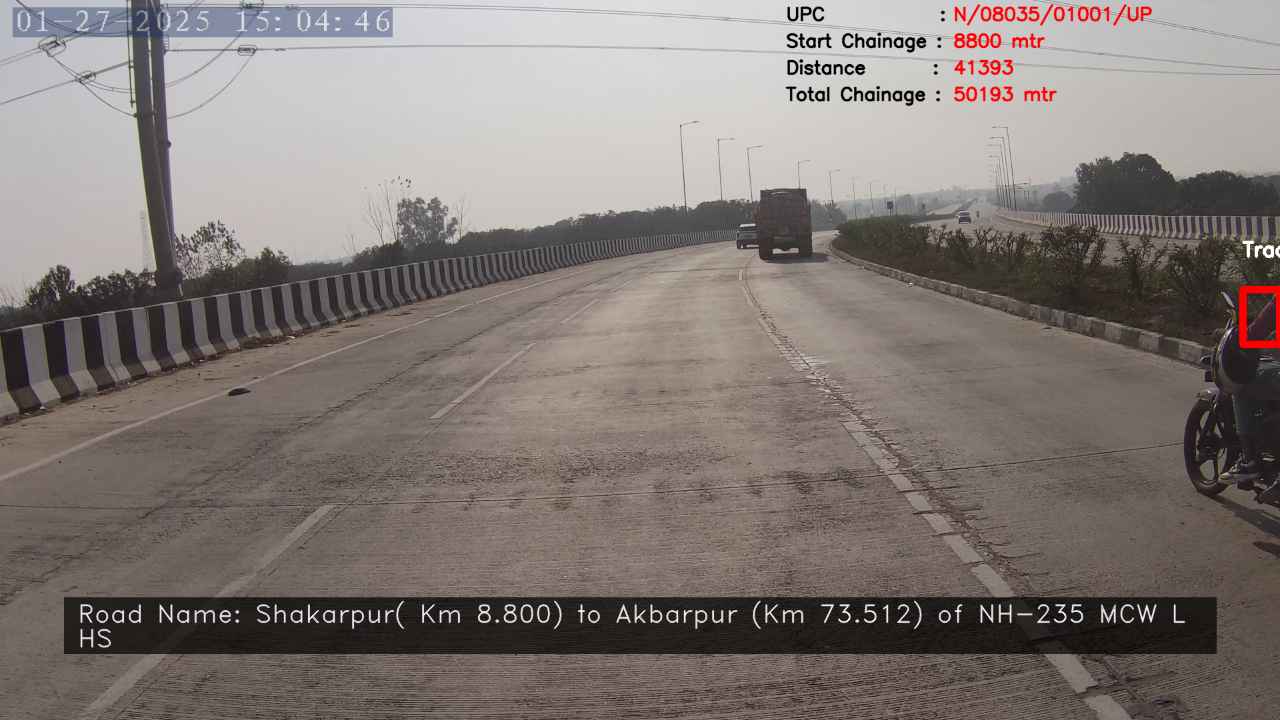 01-27-2025 15:04:46
UPC : N/08035/01001/UP
Start Chainage : 8800 mtr
Distance : 41393
Total Chainage : 50193 mtr
Road Name: Shakarpur( Km 8.800) to Akbarpur (Km 73.512) of NH-235 MCW L
HS